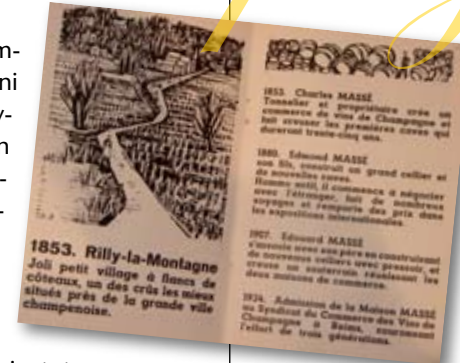 m-
ni
y-
n
-
-
1853. Rilly-la-Montagne
Joli petit village à flancs de
côteaux, un des crûs les mieux
situés près de la grande ville
champenoise.
1853. Charles MASSÉ
Tonnelier et propriétaire crée un
commerce de vins de Champagne et
fait creuser les premières caves qui
dureront trente-cinq ans.
1880. Edmond MASSÉ
son fils, construit un grand cellier et
de nouvelles caves.
Homme actif, il commence à négocier
avec l'étranger, fait de nombreux
voyages et remporte des prix dans
les expositions internationales.
1907. Edouard MASSÉ
s'associe avec son père en construisant
de nouveaux celliers avec pressoir, et
creuse un souterrain réunissant les
deux maisons de commerce.
1934. Admission de la Maison MASSÉ
au Syndicat du Commerce des Vins de
Champagne à Reims, couronnant
l'effort de trois générations.